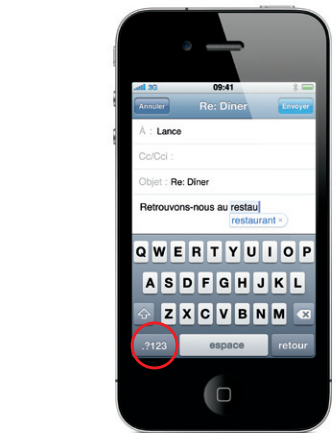 3G 09:41
Annuler Re: Dîner Envoyer
À : Lance
Cc/Cci :
Objet : Re: Dîner
Retrouvons-nous au restau
restaurant ×
Q W E R T Y U I O P
A S D F G H J K L
Z X C V B N M
.?123 espace retour